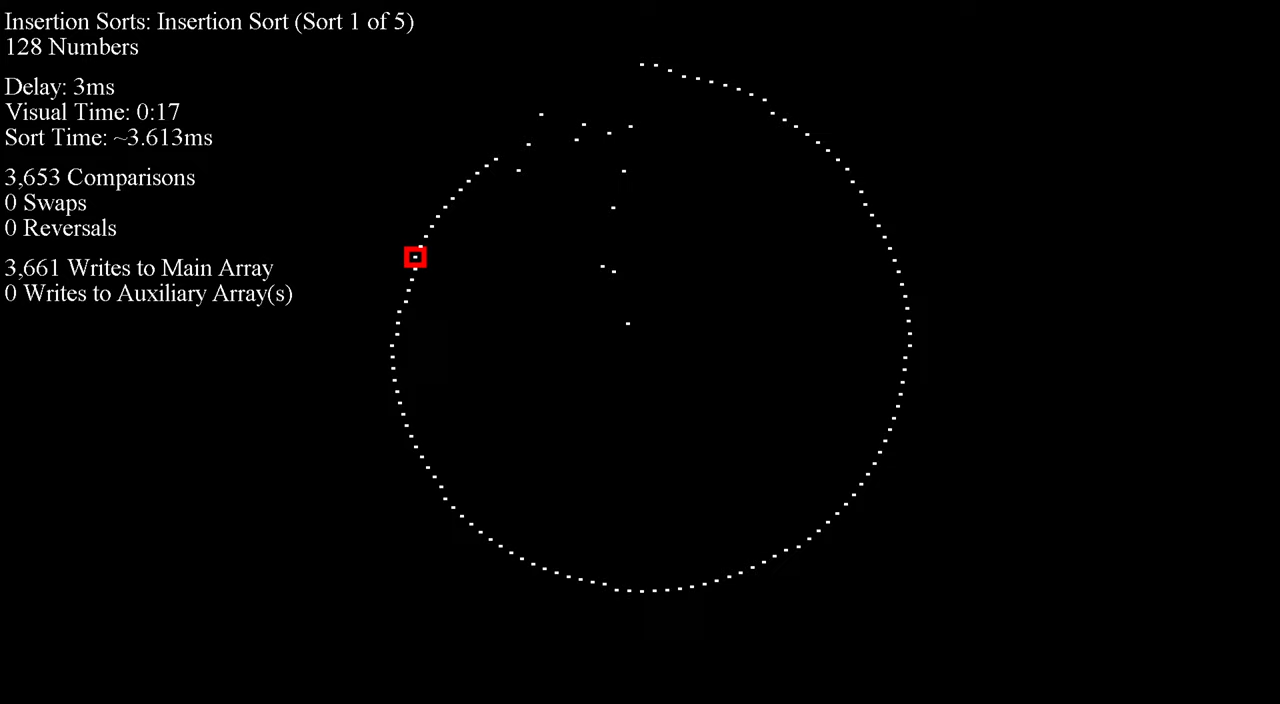 Insertion Sorts: Insertion Sort (Sort 1 of 5)
128 Numbers
Delay: 3ms
Visual Time: 0:17
Sort Time: ~3.613ms
3,653 Comparisons
0 Swaps
0 Reversals
3,661 Writes to Main Array
0 Writes to Auxiliary Array(s)